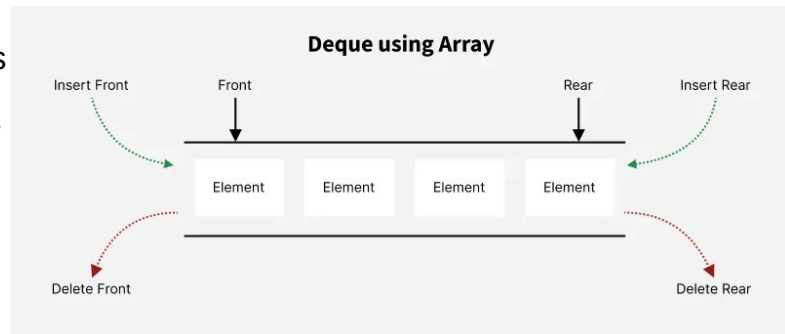 Deque using Array
Insert Front Front Rear Insert Rear
Element Element Element Element
Delete Front Delete Rear